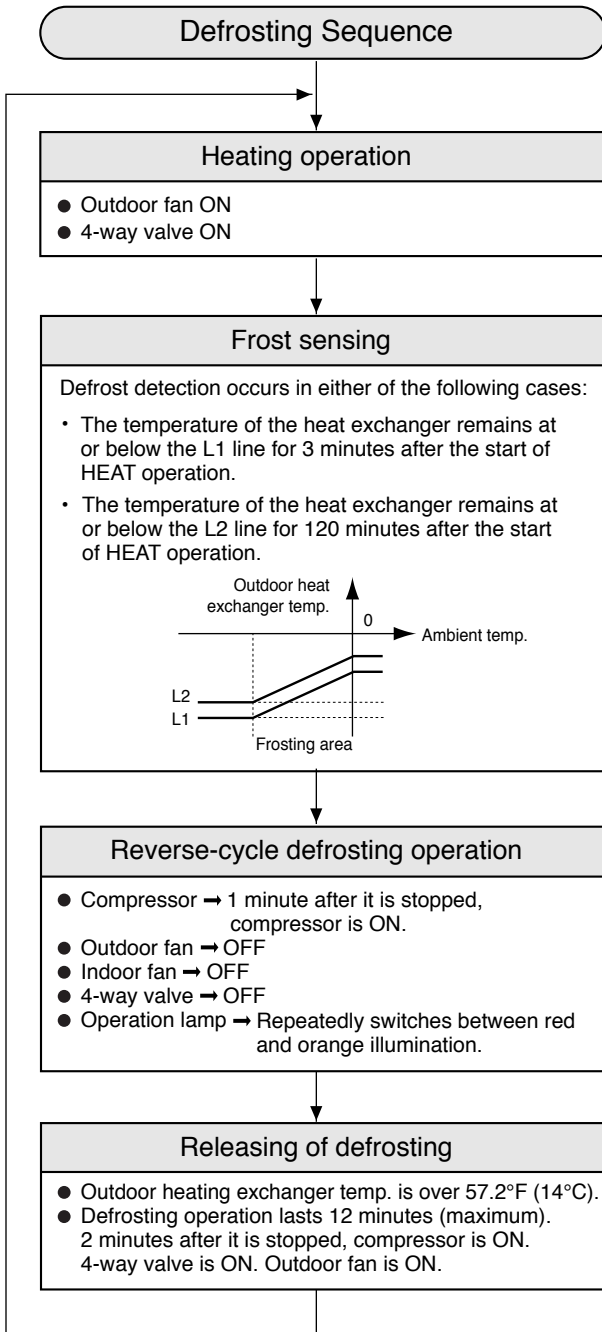 Defrosting Sequence
Heating operation
● Outdoor fan ON
● 4-way valve ON
Frost sensing
Defrost detection occurs in either of the following cases:
・ The temperature of the heat exchanger remains at
or below the L1 line for 3 minutes after the start of
HEAT operation.
・ The temperature of the heat exchanger remains at
or below the L2 line for 120 minutes after the start
of HEAT operation.
Outdoor heat
exchanger temp.
0
Ambient temp.
L2
L1
Frosting area
Reverse-cycle defrosting operation
● Compressor ➞ 1 minute after it is stopped,
compressor is ON.
● Outdoor fan ➞ OFF
● Indoor fan ➞ OFF
● 4-way valve ➞ OFF
● Operation lamp ➞ Repeatedly switches between red
and orange illumination.
Releasing of defrosting
● Outdoor heating exchanger temp. is over 57.2°F (14°C).
● Defrosting operation lasts 12 minutes (maximum).
2 minutes after it is stopped, compressor is ON.
4-way valve is ON. Outdoor fan is ON.